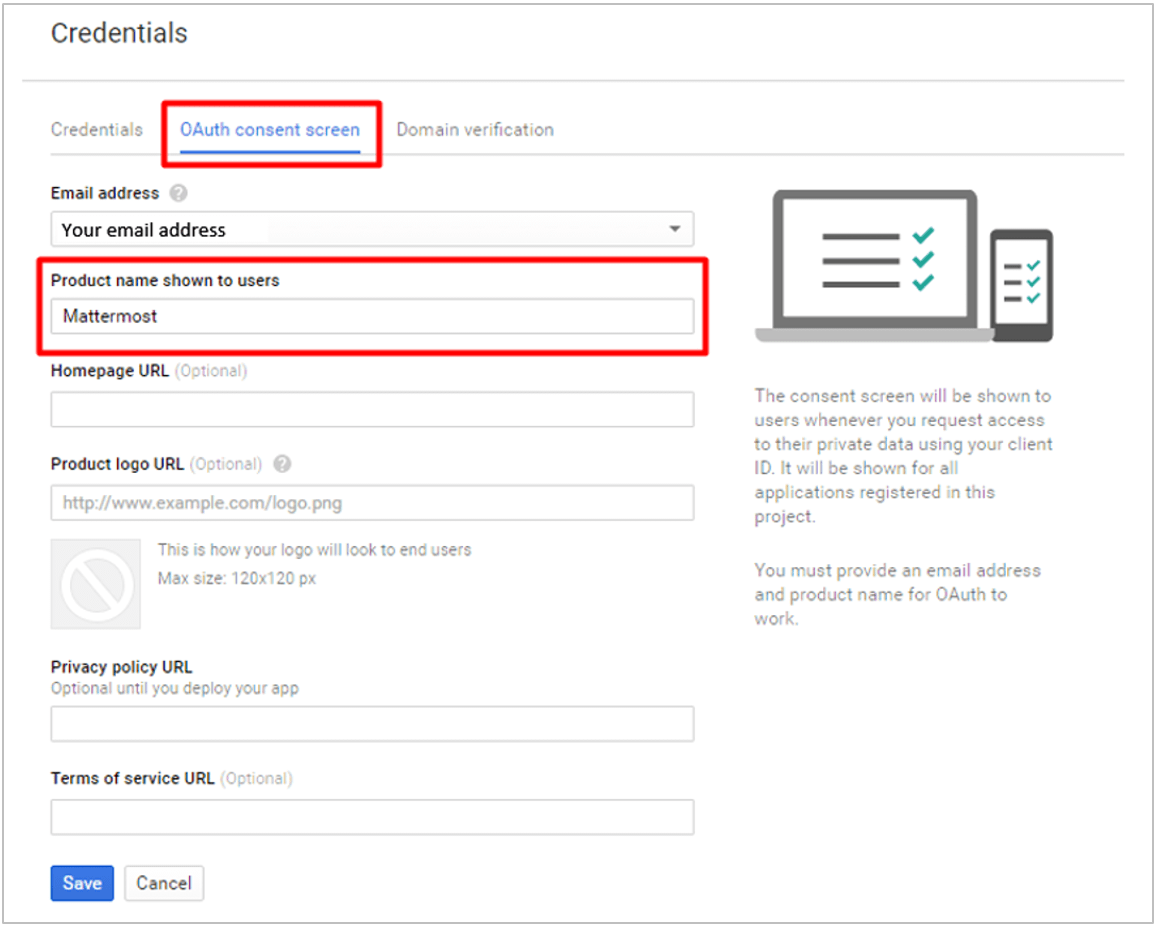 Credentials
Credentials
OAuth consent screen
Domain verification
Email address
Your email address
Product name shown to users
Mattermost
Homepage URL (Optional)
Product logo URL (Optional)
http://www.example.com/logo.png
This is how your logo will look to end users
Max size: 120x120 px
Privacy policy URL
Optional until you deploy your app
Terms of service URL (Optional)
Save
Cancel
The consent screen will be shown to
users whenever you request access
to their private data using your client
ID. It will be shown for all
applications registered in this
project.
You must provide an email address
and product name for OAuth to
work.